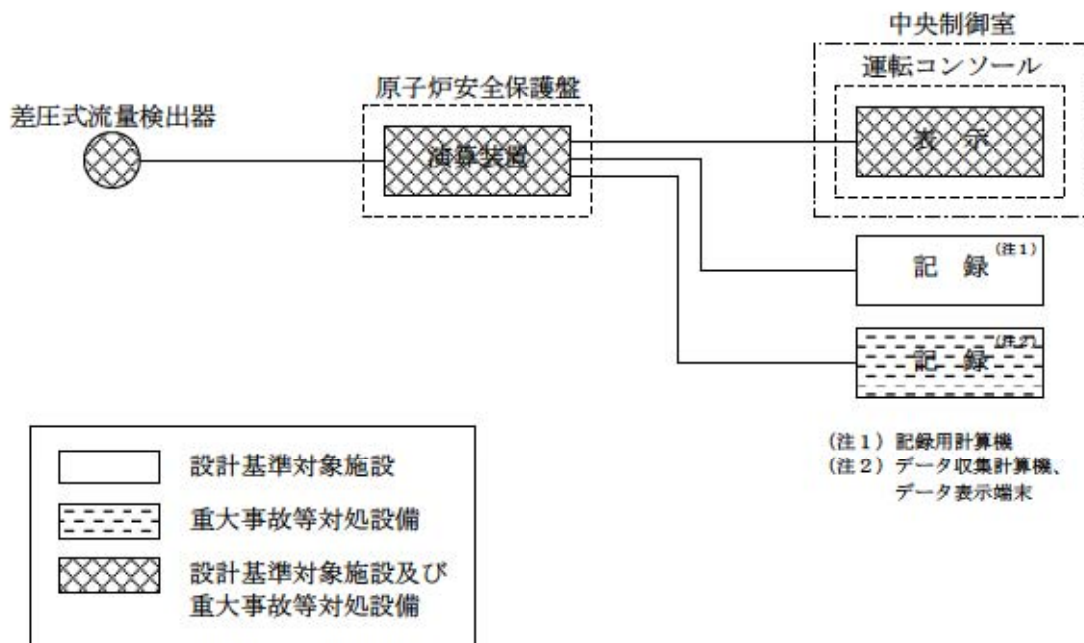 中央制御室
運転コンソール
原子炉安全保護盤
差圧式流量検出器
演算装置
表 示
記 録 (注1)
記 録 (注2)
(注1) 記録用計算機
(注2) データ収集計算機、
データ表示端末
設計基準対象施設
重大事故等対処設備
設計基準対象施設及び
重大事故等対処設備